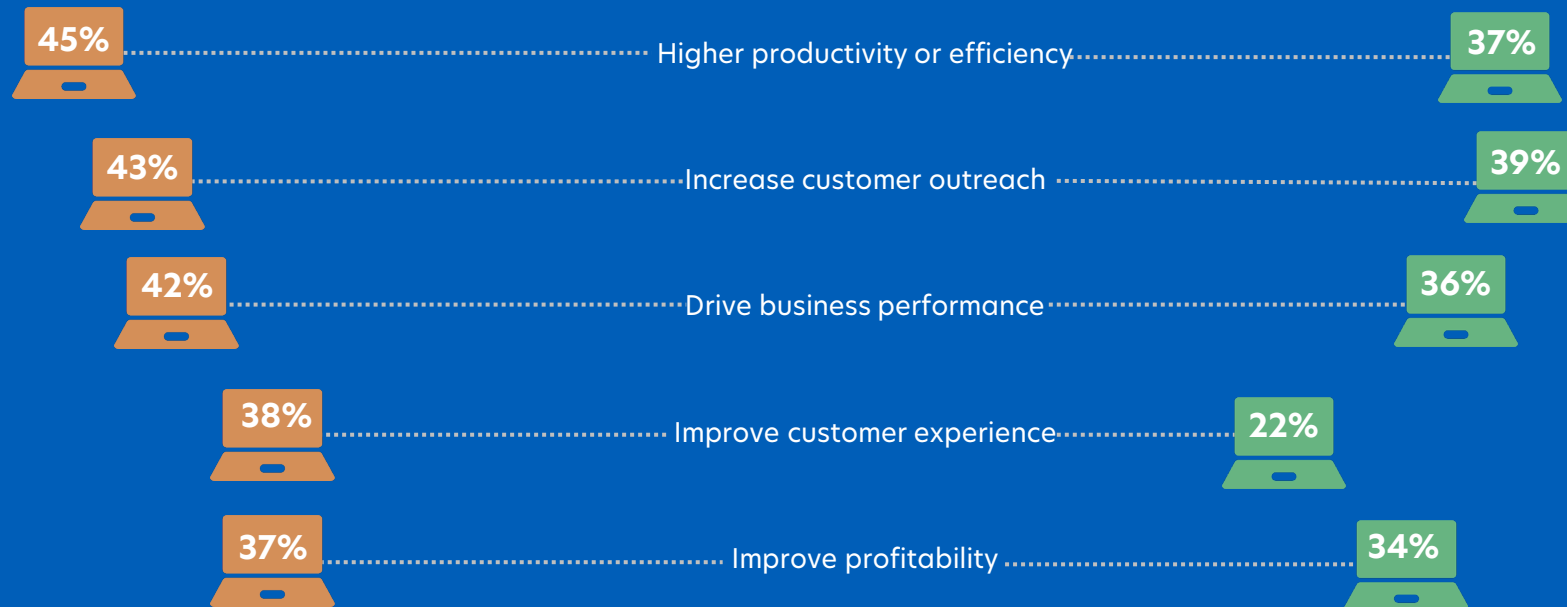 45% Higher productivity or efficiency 37%
43% Increase customer outreach 39%
42% Drive business performance 36%
38% Improve customer experience 22%
37% Improve profitability 34%